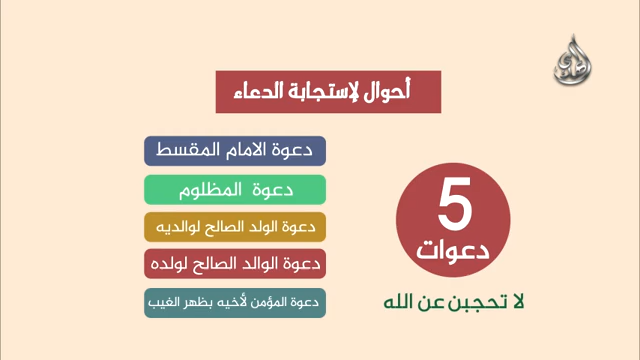 أحوال لإستجابة الدعاء
5
دعوات
لا تحجبن عن الله
دعوة الامام المقسط
دعوة المظلوم
دعوة الولد الصالح لوالديه
دعوة الوالد الصالح لولده
دعوة المؤمن لأخيه بظهر الغيب